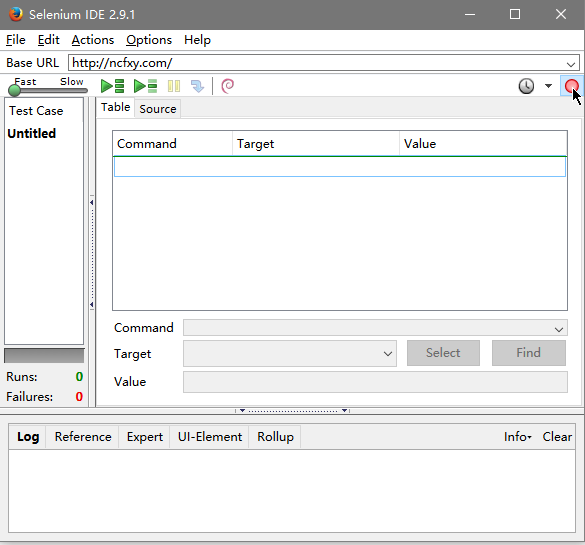 Selenium IDE 2.9.1
File Edit Actions Options Help
Base URL http://ncfxy.com/
Fast Slow
Test Case
Untitled
Table Source
Command Target Value
Command
Target Select Find
Value
Runs: 0
Failures: 0
Log Reference Expert UI-Element Rollup Info Clear